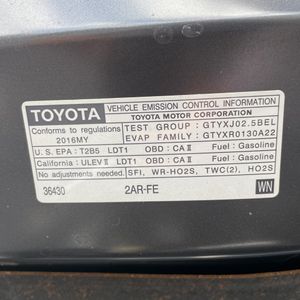 TOYOTA VEHICLE EMISSION CONTROL INFORMATION
TOYOTA MOTOR CORPORATION
Conforms to regulations TEST GROUP : GTYXJ02.5BEL
2016MY EVAP FAMILY : GTYXR0130A22
U.S. EPA : T2B5 LDT1 OBD : CA II Fuel : Gasoline
California : ULEV II LDT1 OBD : CA II Fuel : Gasoline
No adjustments needed. SFI, WR-HO2S, TWC(2), HO2S
36430 2AR-FE WN